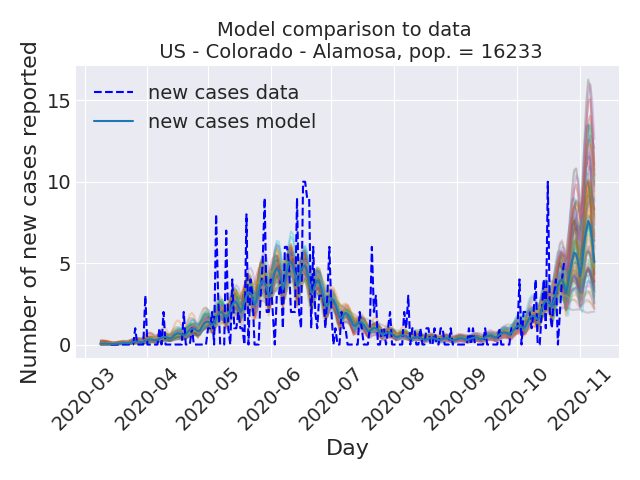 Model comparison to data
US - Colorado - Alamosa, pop. = 16233
Number of new cases reported
15
10
5
0
new cases data
new cases model
2020-03
2020-04
2020-05
2020-06
2020-07
2020-08
2020-09
2020-10
2020-11
Day